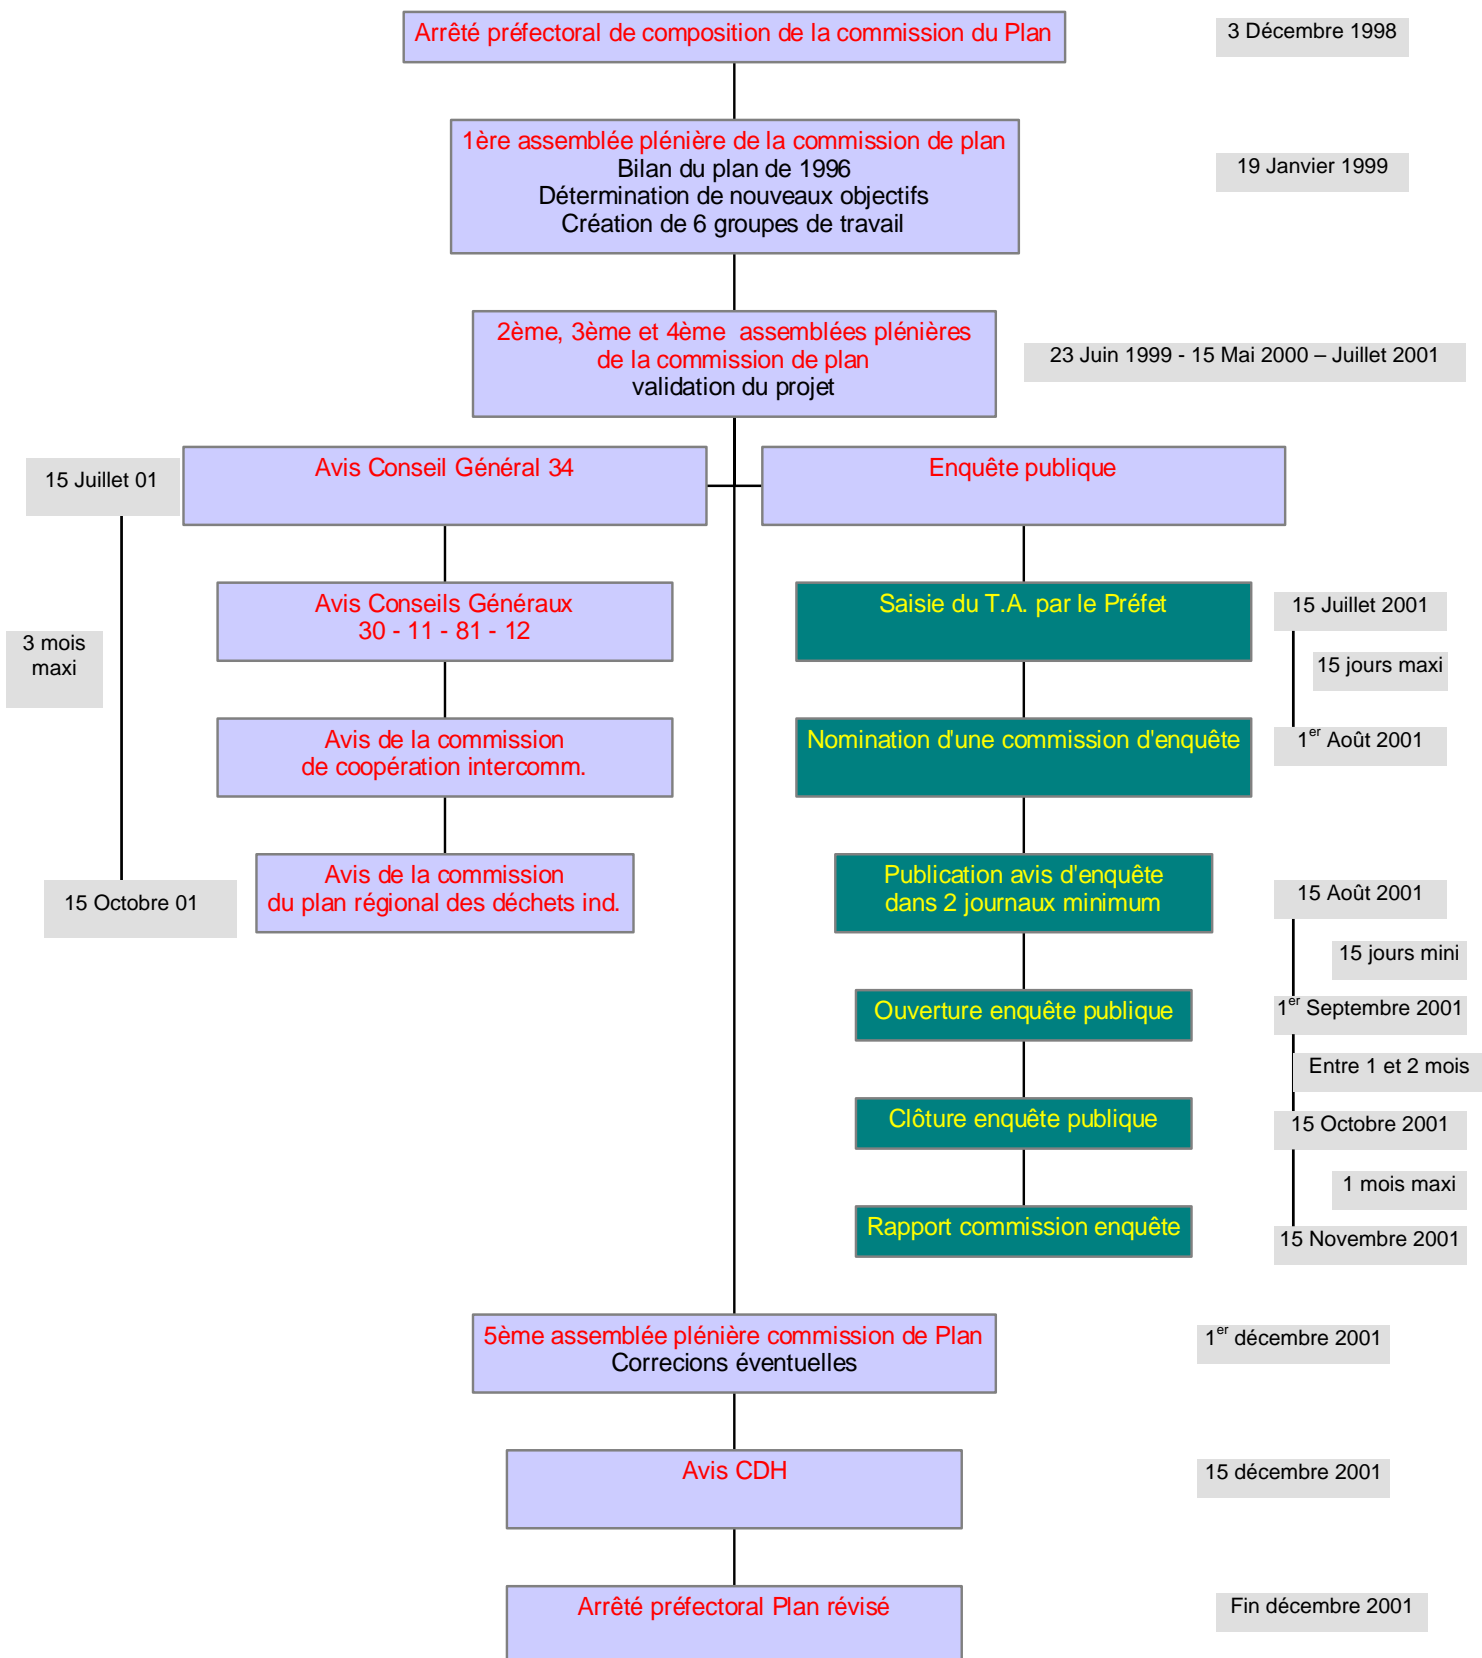 Arrêté préfectoral de composition de la commission du Plan
3 Décembre 1998
1ère assemblée plénière de la commission de plan
Bilan du plan de 1996
Détermination de nouveaux objectifs
Création de 6 groupes de travail
19 Janvier 1999
2ème, 3ème et 4ème assemblées plénières
de la commission de plan
validation du projet
23 Juin 1999 - 15 Mai 2000 – Juillet 2001
15 Juillet 01
3 mois
maxi
15 Octobre 01
Avis Conseil Général 34
Avis Conseils Généraux
30 - 11 - 81 - 12
Avis de la commission
de coopération intercomm.
Avis de la commission
du plan régional des déchets ind.
Enquête publique
Saisie du T.A. par le Préfet
15 Juillet 2001
15 jours maxi
Nomination d'une commission d'enquête
1er Août 2001
Publication avis d'enquête
dans 2 journaux minimum
15 Août 2001
15 jours mini
Ouverture enquête publique
1er Septembre 2001
Entre 1 et 2 mois
Clôture enquête publique
15 Octobre 2001
1 mois maxi
Rapport commission enquête
15 Novembre 2001
5ème assemblée plénière commission de Plan
Correcions éventuelles
1er décembre 2001
Avis CDH
15 décembre 2001
Arrêté préfectoral Plan révisé
Fin décembre 2001